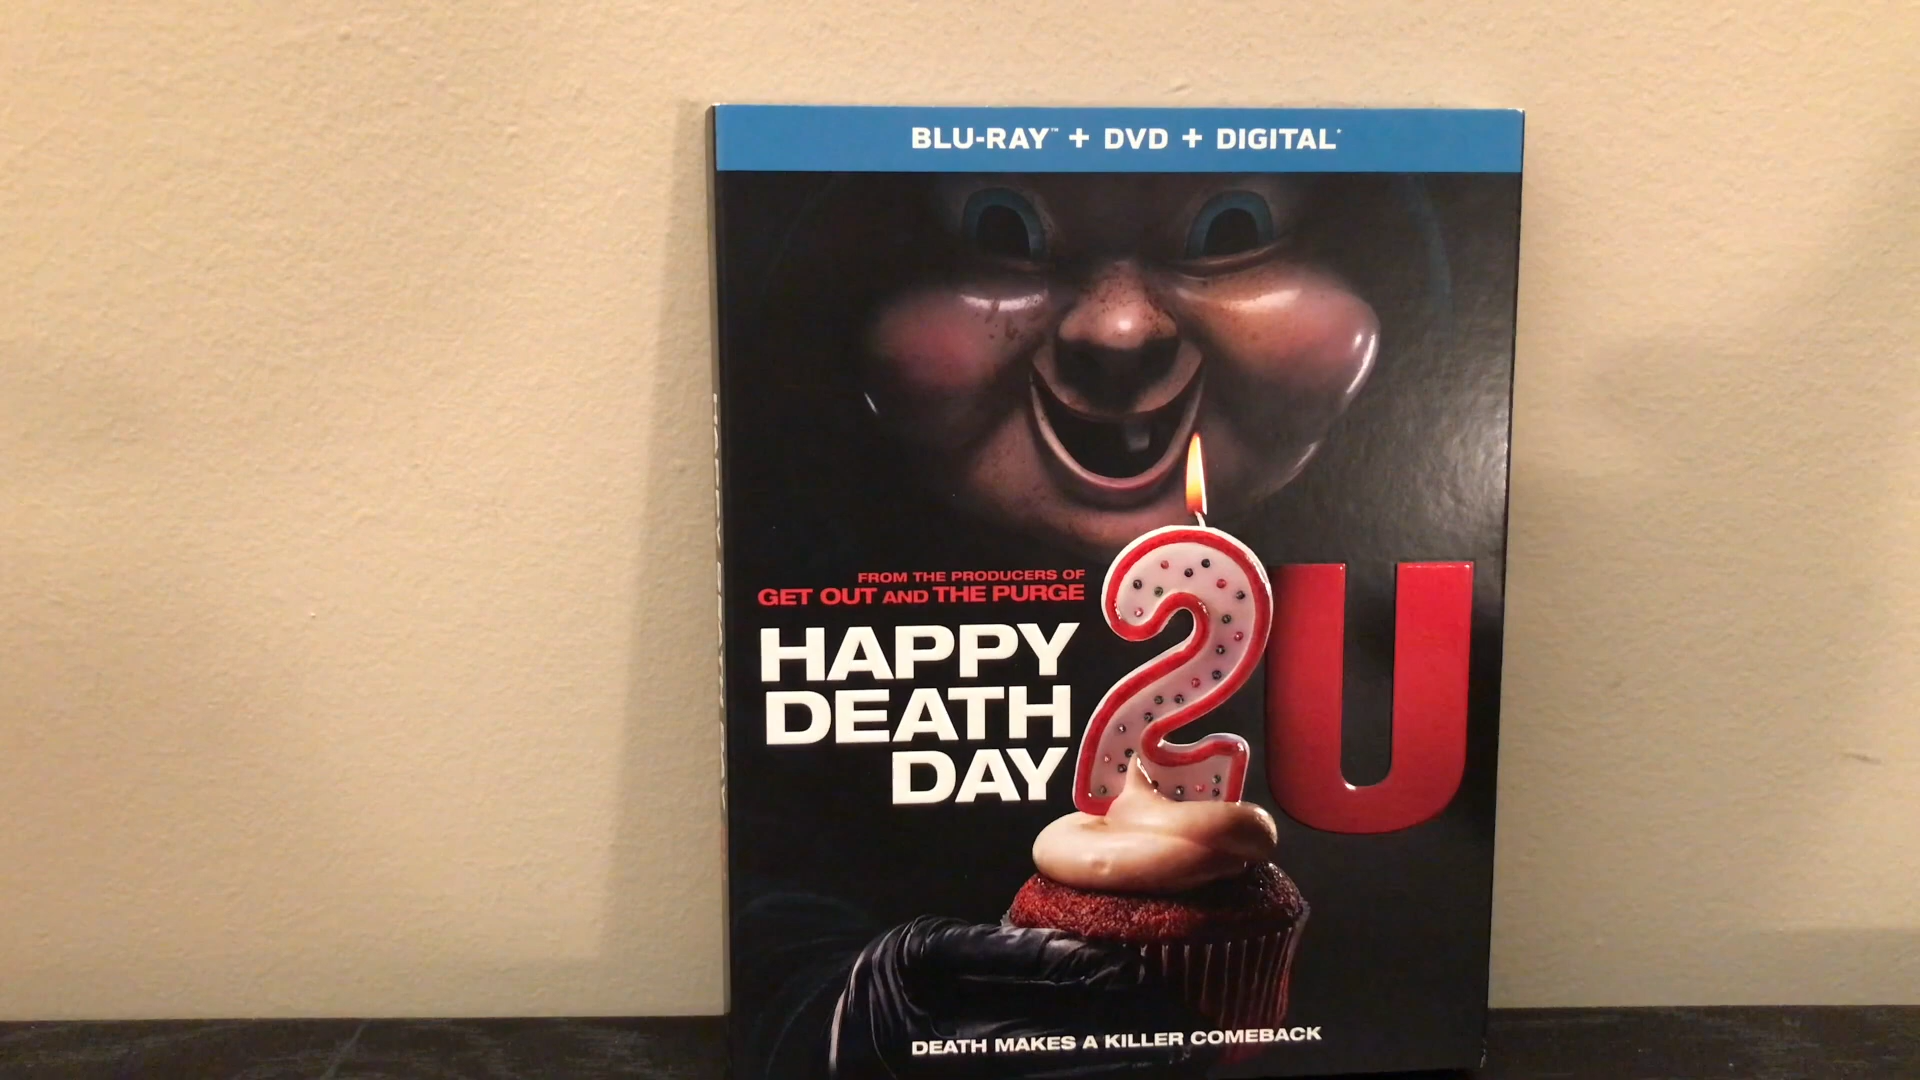 BLU-RAY™ + DVD + DIGITAL*
FROM THE PRODUCERS OF
GET OUT AND THE PURGE
HAPPY
DEATH
DAY
2U
DEATH MAKES A KILLER COMEBACK